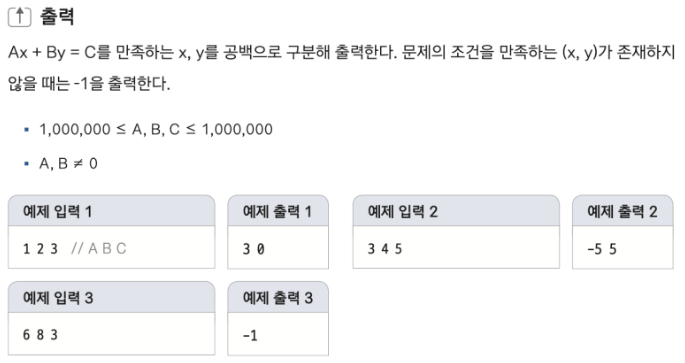 출력
Ax + By = C를 만족하는 x, y를 공백으로 구분해 출력한다. 문제의 조건을 만족하는 (x, y)가 존재하지
않을 때는 -1을 출력한다.
▪ 1,000,000 ≤ A, B, C ≤ 1,000,000
▪ A, B ≠ 0
예제 입력 1 예제 출력 1 예제 입력 2 예제 출력 2
1 2 3 // A B C 3 0 3 4 5 -5 5
예제 입력 3 예제 출력 3
6 8 3 -1